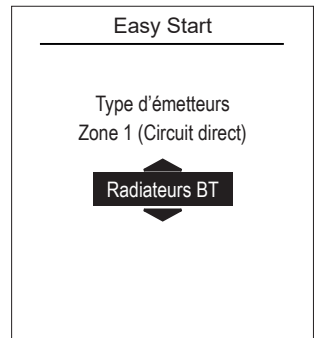 Easy Start
Type d'émetteurs
Zone 1 (Circuit direct)
Radiateurs BT